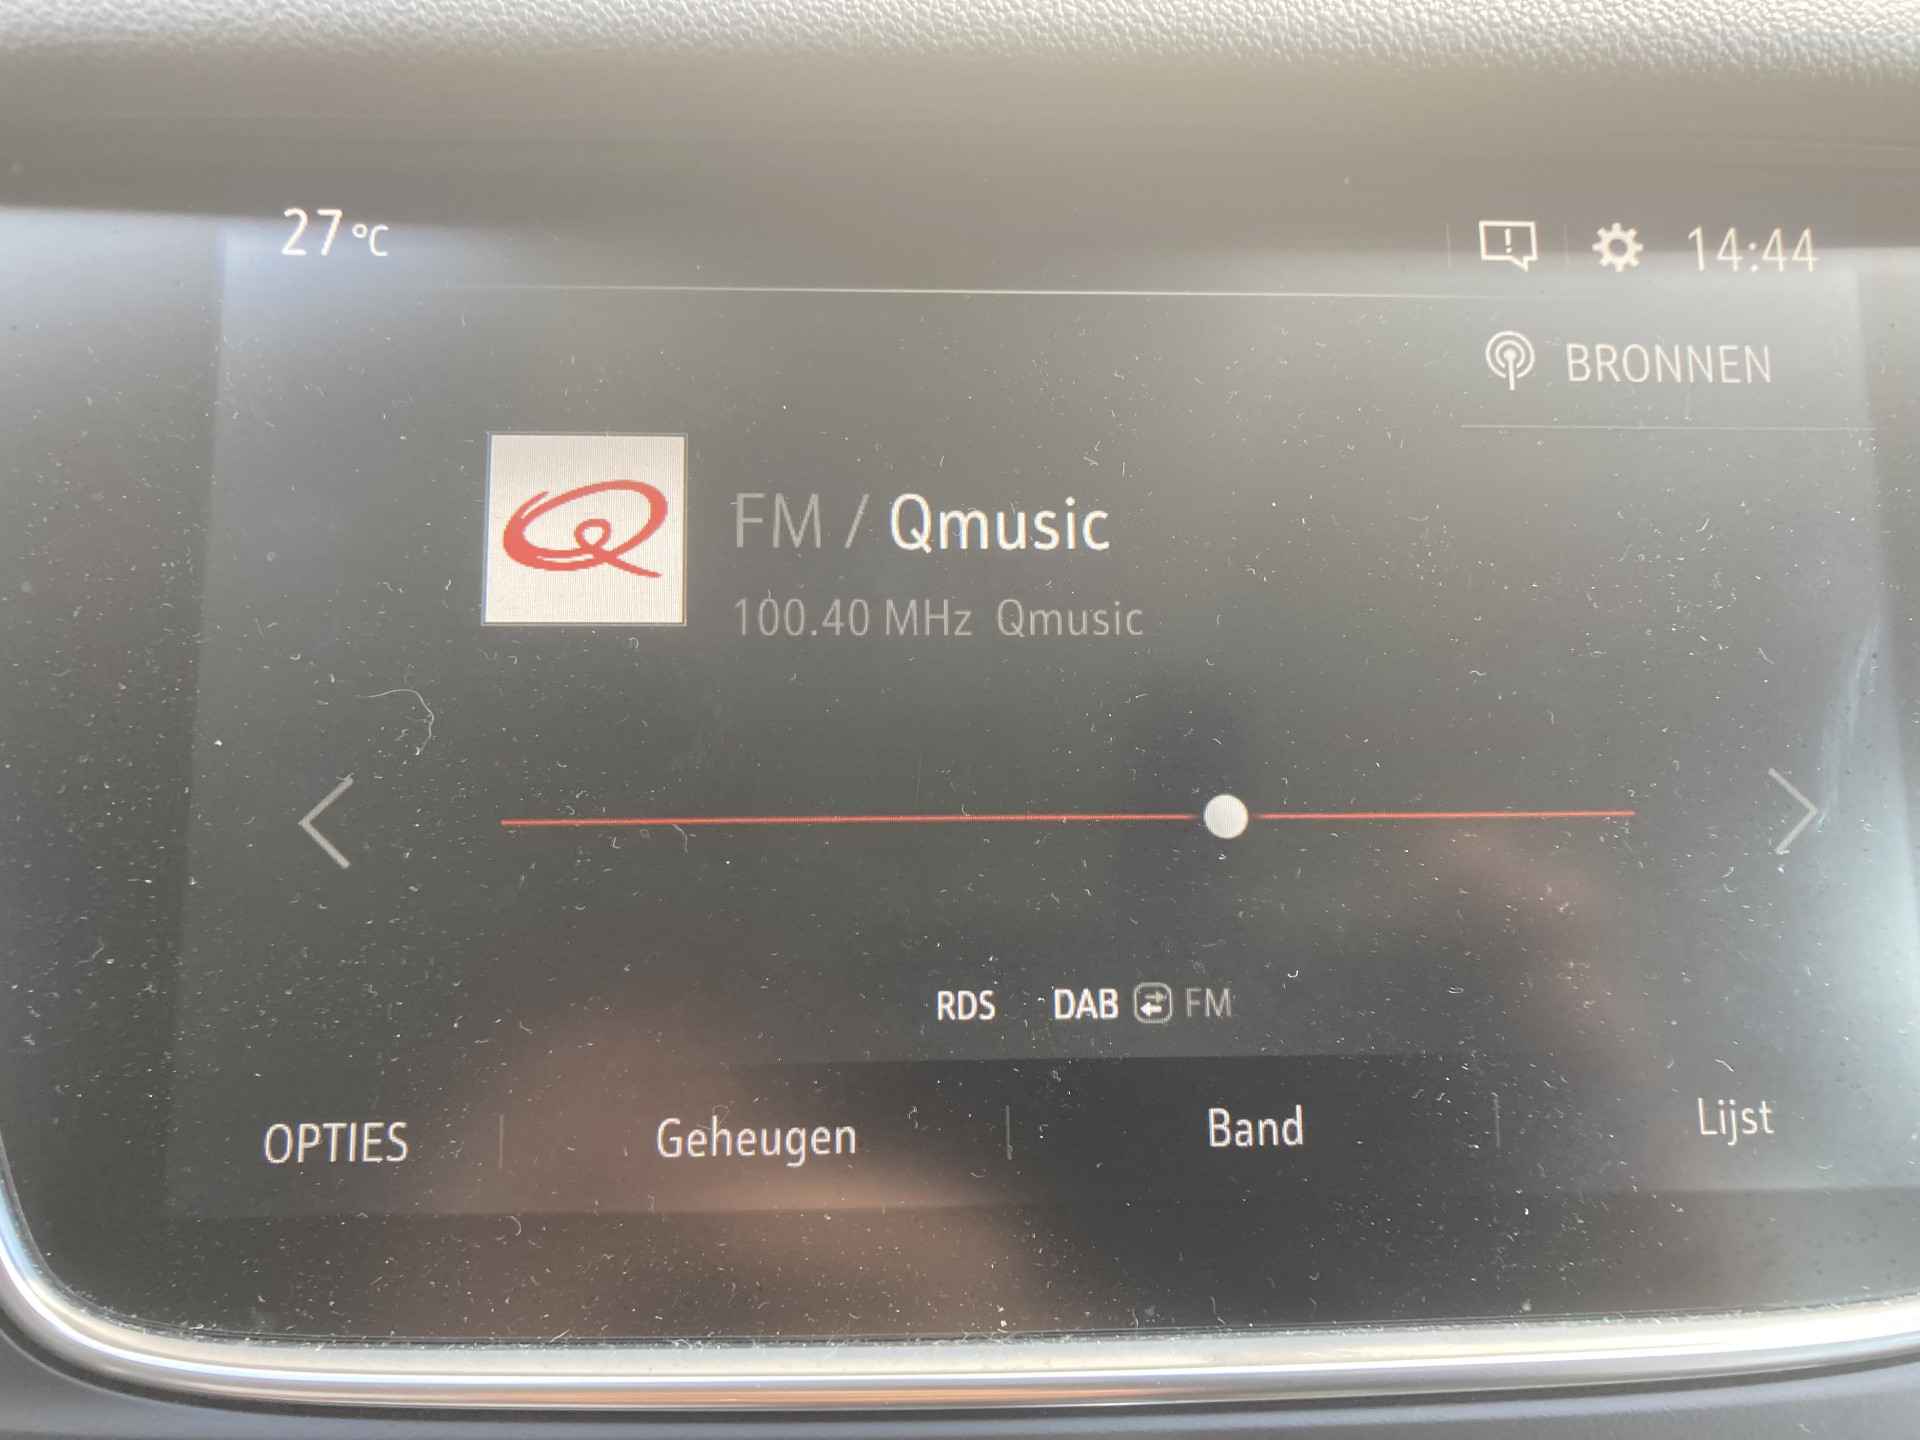 27 °C
14:44
BRONNEN
FM / Qmusic
100.40 MHz Qmusic
RDS DAB FM
OPTIES Geheugen Band Lijst